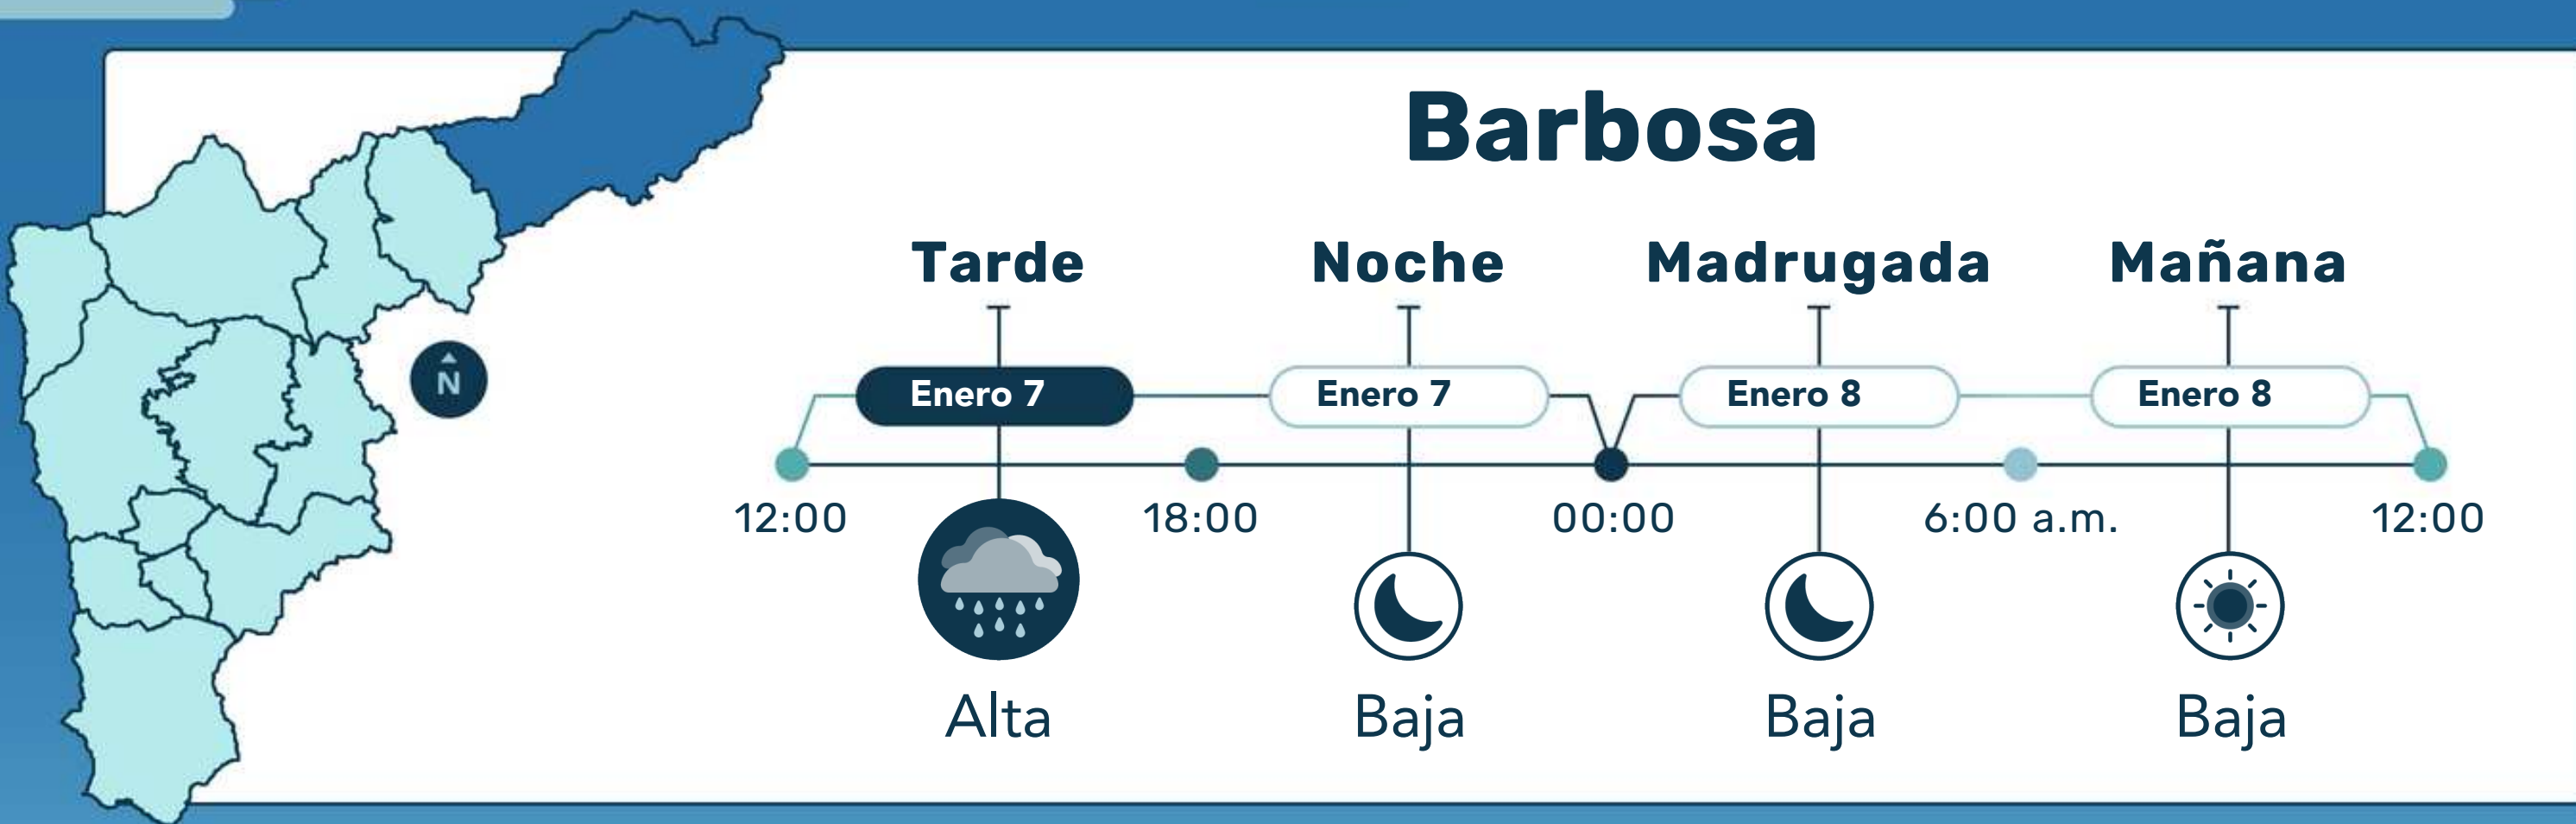 Barbosa
Tarde
Noche
Madrugada
Mañana
Enero 7
Enero 7
Enero 8
Enero 8
N
12:00
18:00
00:00
6:00 a.m.
12:00
Alta
Baja
Baja
Baja